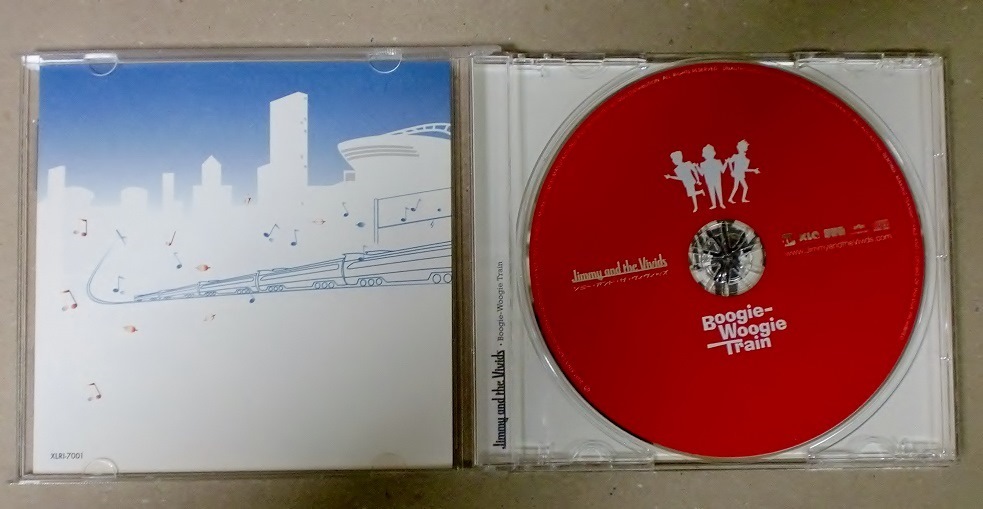 XLRI-7001
Jimmy and the Vivids • Boogie-Woogie Train
Jimmy and the Vivids
ジミー・アンド・ザ・ヴィヴィッズ
XLC
www.jimmyandthevivids.com
Boogie-
Woogie
Train